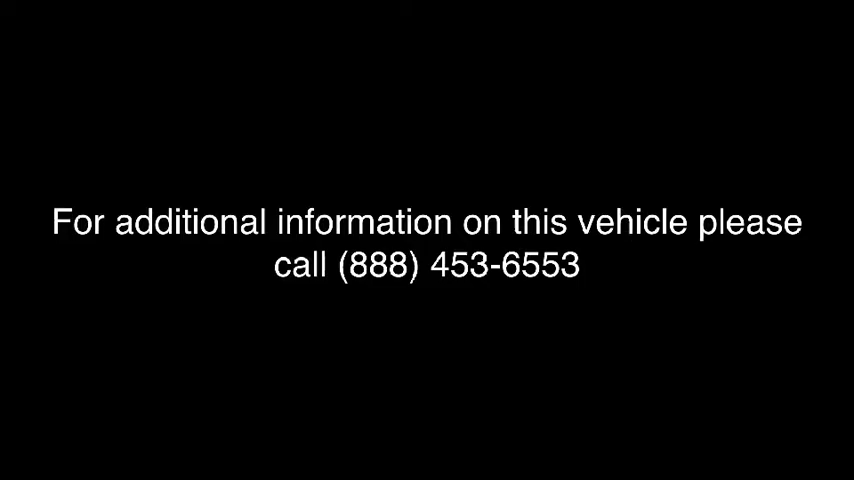 For additional information on this vehicle please
call (888) 453-6553